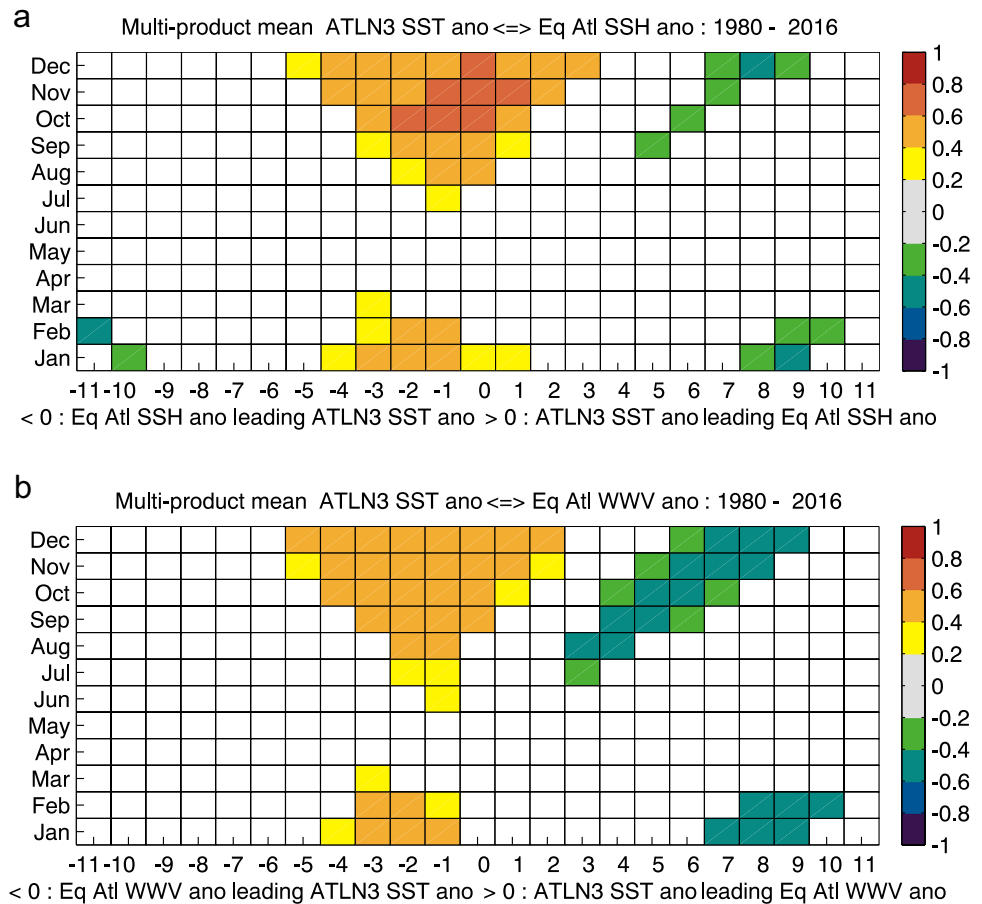 a
Multi-product mean ATLN3 SST ano <=> Eq Atl SSH ano : 1980 - 2016
Dec
Nov
Oct
Sep
Aug
Jul
Jun
May
Apr
Mar
Feb
Jan
-11 -10 -9 -8 -7 -6 -5 -4 -3 -2 -1 0 1 2 3 4 5 6 7 8 9 10 11
< 0 : Eq Atl SSH ano leading ATLN3 SST ano > 0 : ATLN3 SST ano leading Eq Atl SSH ano
1
0.8
0.6
0.4
0.2
0
-0.2
-0.4
-0.6
-0.8
-1
b
Multi-product mean ATLN3 SST ano <=> Eq Atl WWV ano : 1980 - 2016
Dec
Nov
Oct
Sep
Aug
Jul
Jun
May
Apr
Mar
Feb
Jan
-11 -10 -9 -8 -7 -6 -5 -4 -3 -2 -1 0 1 2 3 4 5 6 7 8 9 10 11
< 0 : Eq Atl WWV ano leading ATLN3 SST ano > 0 : ATLN3 SST ano leading Eq Atl WWV ano
1
0.8
0.6
0.4
0.2
0
-0.2
-0.4
-0.6
-0.8
-1